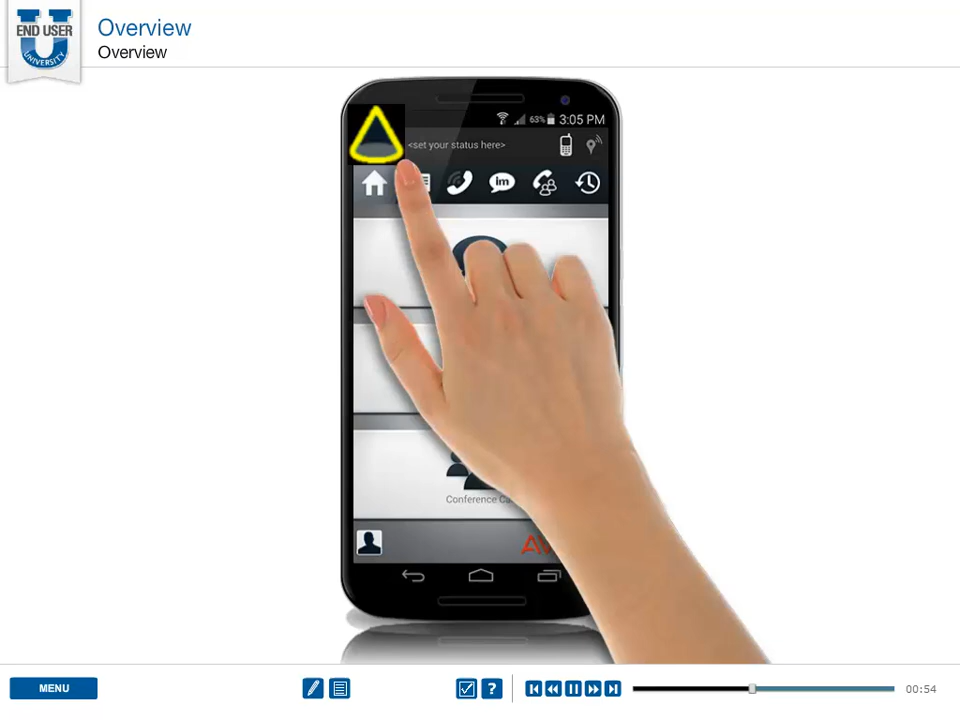 END USER
U
UNIVERSITY
Overview
Overview
63% 3:05 PM
<set your status here>
im
Conference Ca
AV
MENU
?
00:54